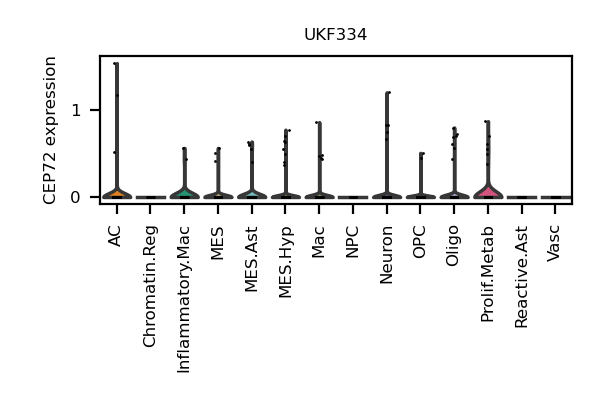 UKF334
CEP72 expression
1
0
AC
Chromatin.Reg
Inflammatory.Mac
MES
MES.Ast
MES.Hyp
Mac
NPC
Neuron
OPC
Oligo
Prolif.Metab
Reactive.Ast
Vasc